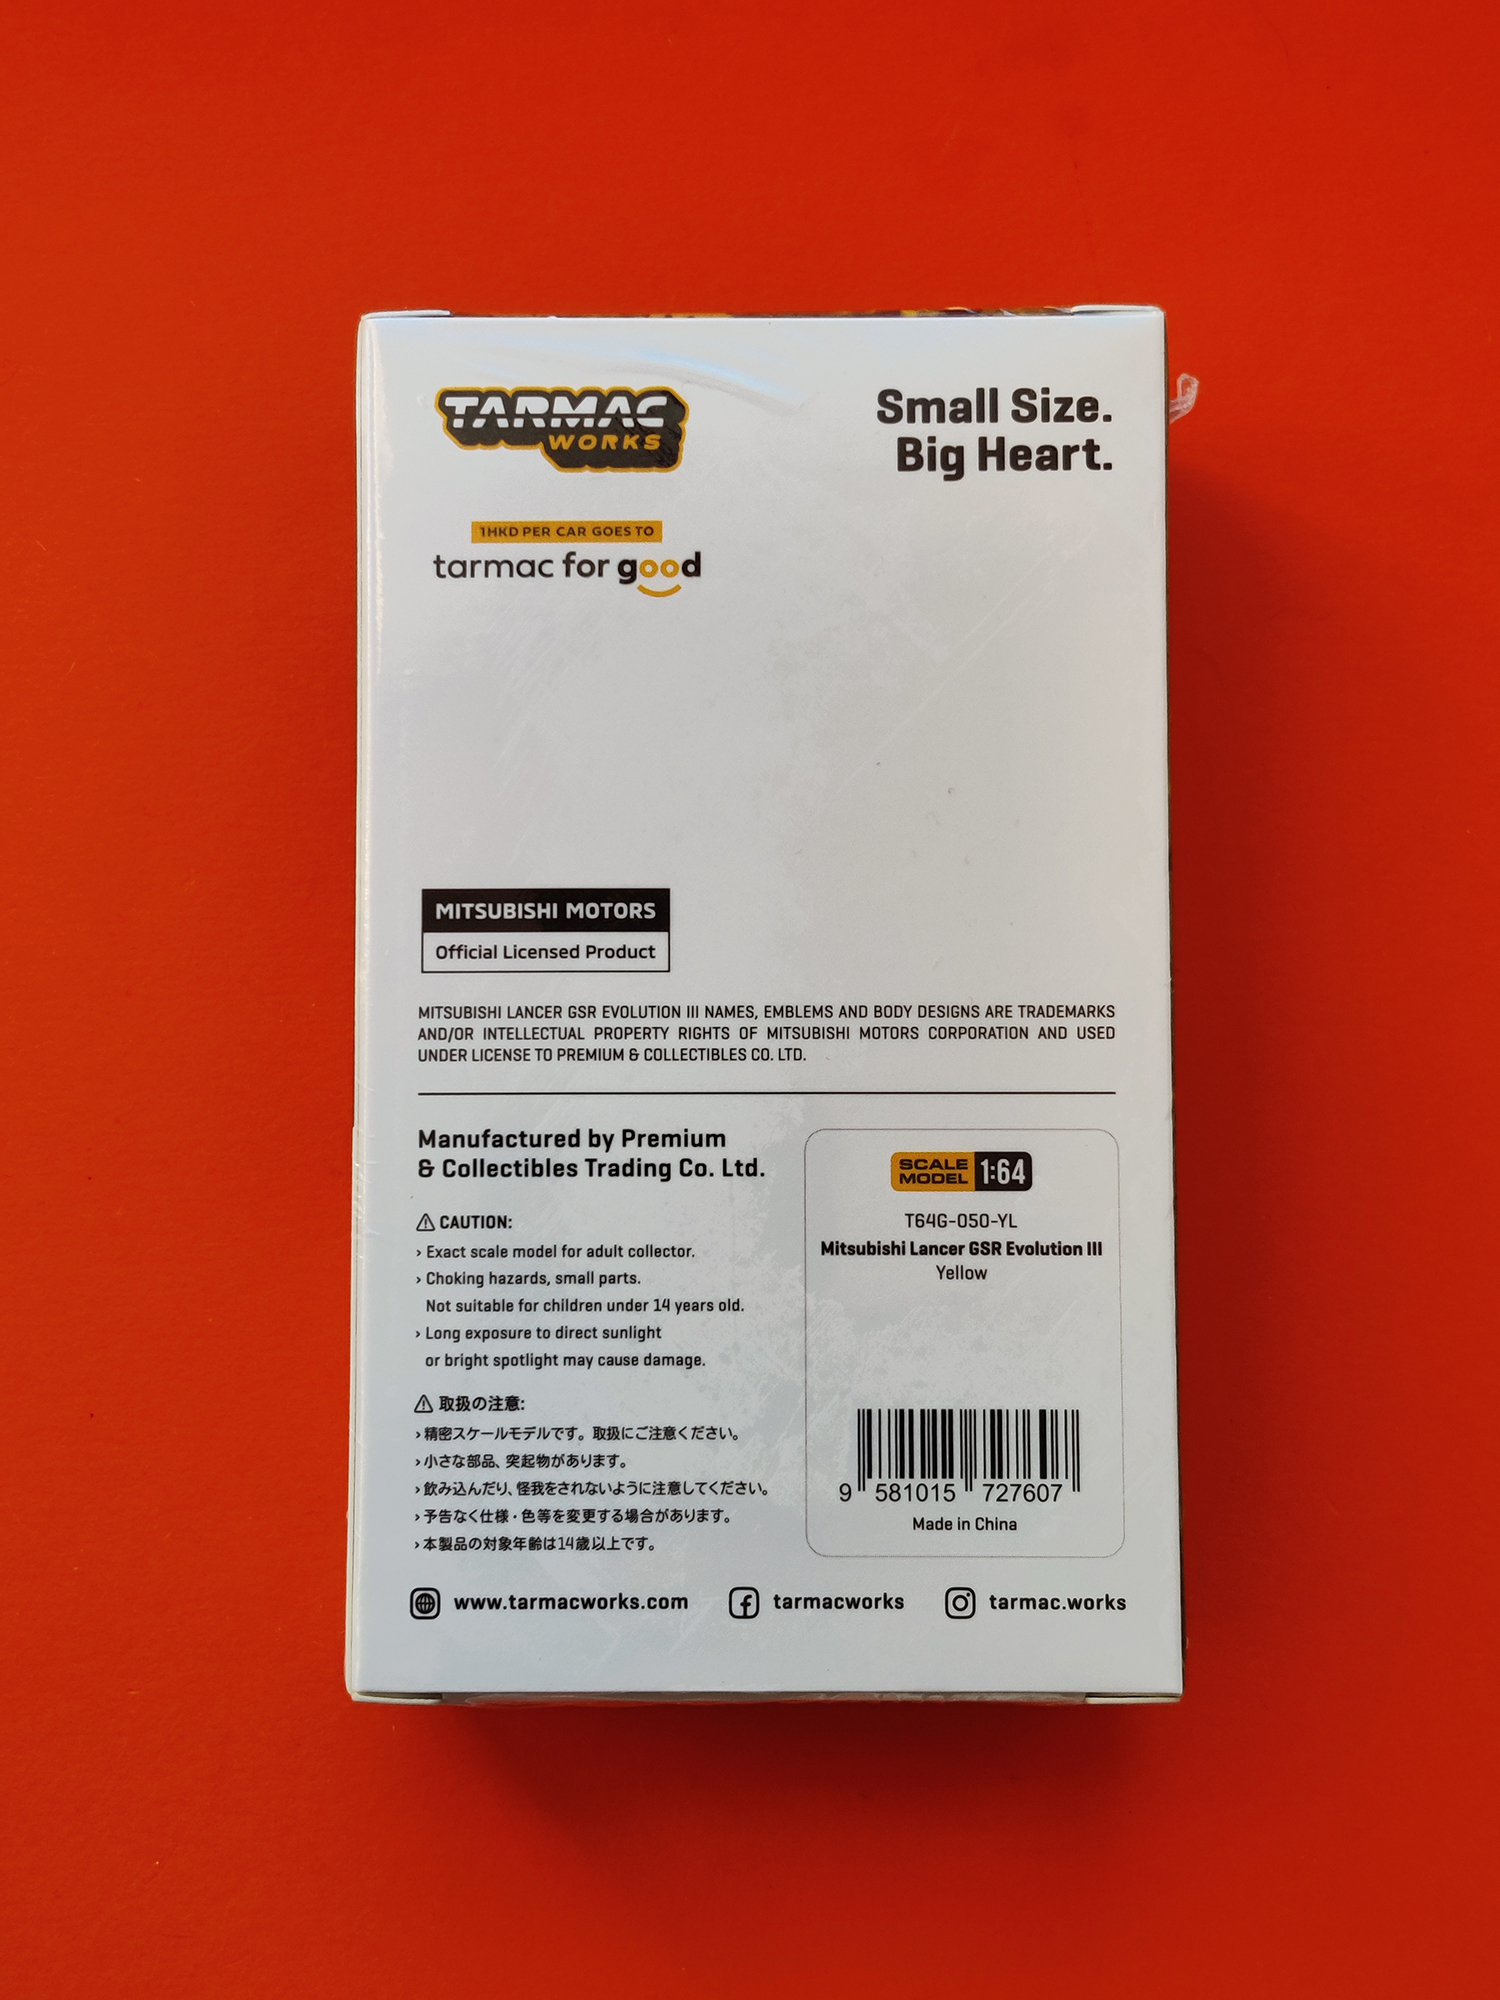 TARMAC
WORKS
Small Size.
Big Heart.
1HKD PER CAR GOES TO
tarmac for good
MITSUBISHI MOTORS
Official Licensed Product
MITSUBISHI LANCER GSR EVOLUTION III NAMES, EMBLEMS AND BODY DESIGNS ARE TRADEMARKS
AND/OR INTELLECTUAL PROPERTY RIGHTS OF MITSUBISHI MOTORS CORPORATION AND USED
UNDER LICENSE TO PREMIUM & COLLECTIBLES CO. LTD.
Manufactured by Premium
& Collectibles Trading Co. Ltd.
⚠ CAUTION:
› Exact scale model for adult collector.
› Choking hazards, small parts.
Not suitable for children under 14 years old.
› Long exposure to direct sunlight
or bright spotlight may cause damage.
⚠ 取扱の注意:
› 精密スケールモデルです。取扱にご注意ください。
› 小さな部品、突起物があります。
› 飲み込んだり、怪我をされないように注意してください。
› 予告なく仕様・色等を変更する場合があります。
› 本製品の対象年齢は14歳以上です。
SCALE
MODEL 1:64
T64G-050-YL
Mitsubishi Lancer GSR Evolution III
Yellow
9 581015 727607
Made in China
www.tarmacworks.com tarmacworks tarmac.works